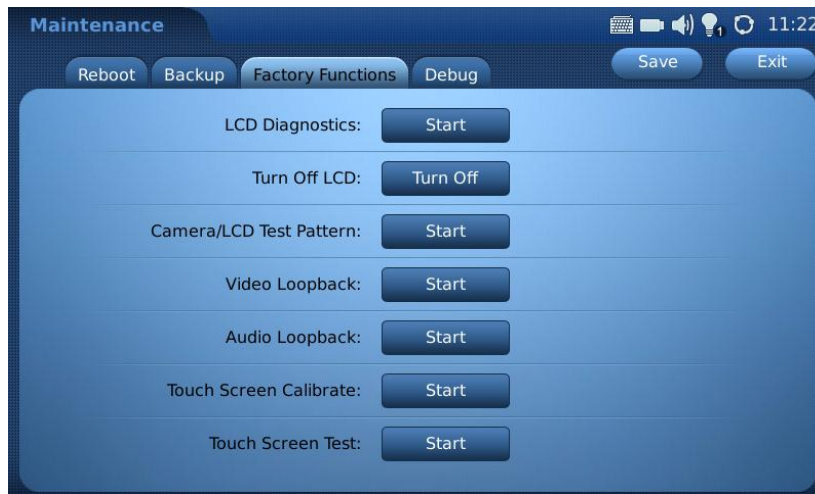 Maintenance
1 11:22
Reboot Backup Factory Functions Debug Save Exit
LCD Diagnostics: Start
Turn Off LCD: Turn Off
Camera/LCD Test Pattern: Start
Video Loopback: Start
Audio Loopback: Start
Touch Screen Calibrate: Start
Touch Screen Test: Start